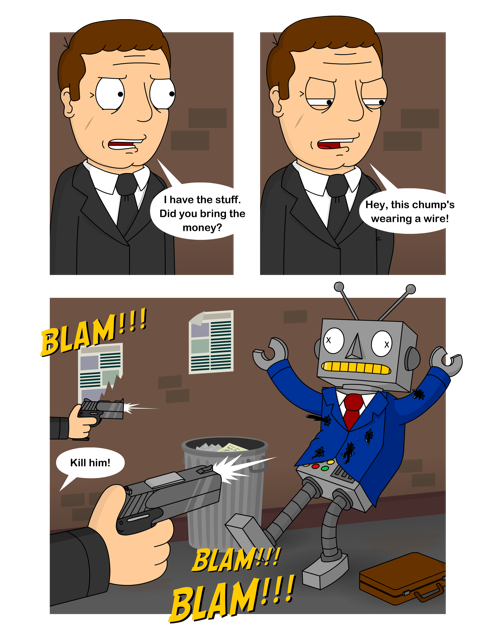 I have the stuff.
Did you bring the
money?
Hey, this chump's
wearing a wire!
BLAM!!!
Kill him!
X X
BLAM!!!
BLAM!!!